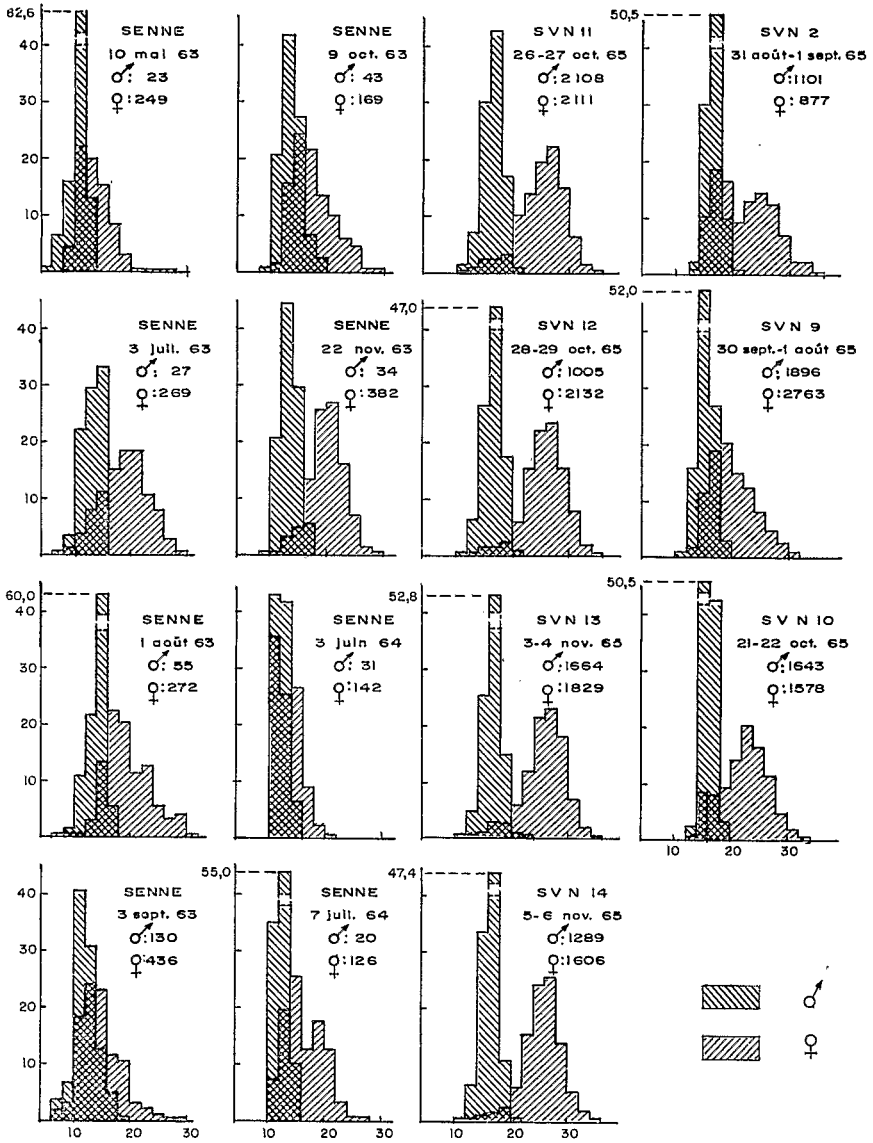 62,6
40
30
20
10
SENNE
10 mai 63
♂: 23
♀: 249
SENNE
9 oct. 63
♂: 43
♀: 169
SVN 11
26-27 oct. 65
♂: 2108
♀: 2111
50,5
SVN 2
31 août-1 sept. 65
♂: 1101
♀: 877
40
30
20
10
SENNE
3 juil. 63
♂: 27
♀: 269
SENNE
22 nov. 63
♂: 34
♀: 382
47,0
SVN 12
28-29 oct. 65
♂: 1005
♀: 2132
52,0
SVN 9
30 sept.-1 août 65
♂: 1896
♀: 2763
60,0
40
30
20
10
SENNE
1 août 63
♂: 55
♀: 272
SENNE
3 juin 64
♂: 31
♀: 142
52,8
SVN 13
3-4 nov. 65
♂: 1664
♀: 1829
50,5
SVN 10
21-22 oct. 65
♂: 1643
♀: 1578
10 20 30
40
30
20
10
SENNE
3 sept. 63
♂: 130
♀: 436
10 20 30
55,0
SENNE
7 juil. 64
♂: 20
♀: 126
10 20 30
47,4
SVN 14
5-6 nov. 65
♂: 1289
♀: 1606
10 20 30
♂
♀